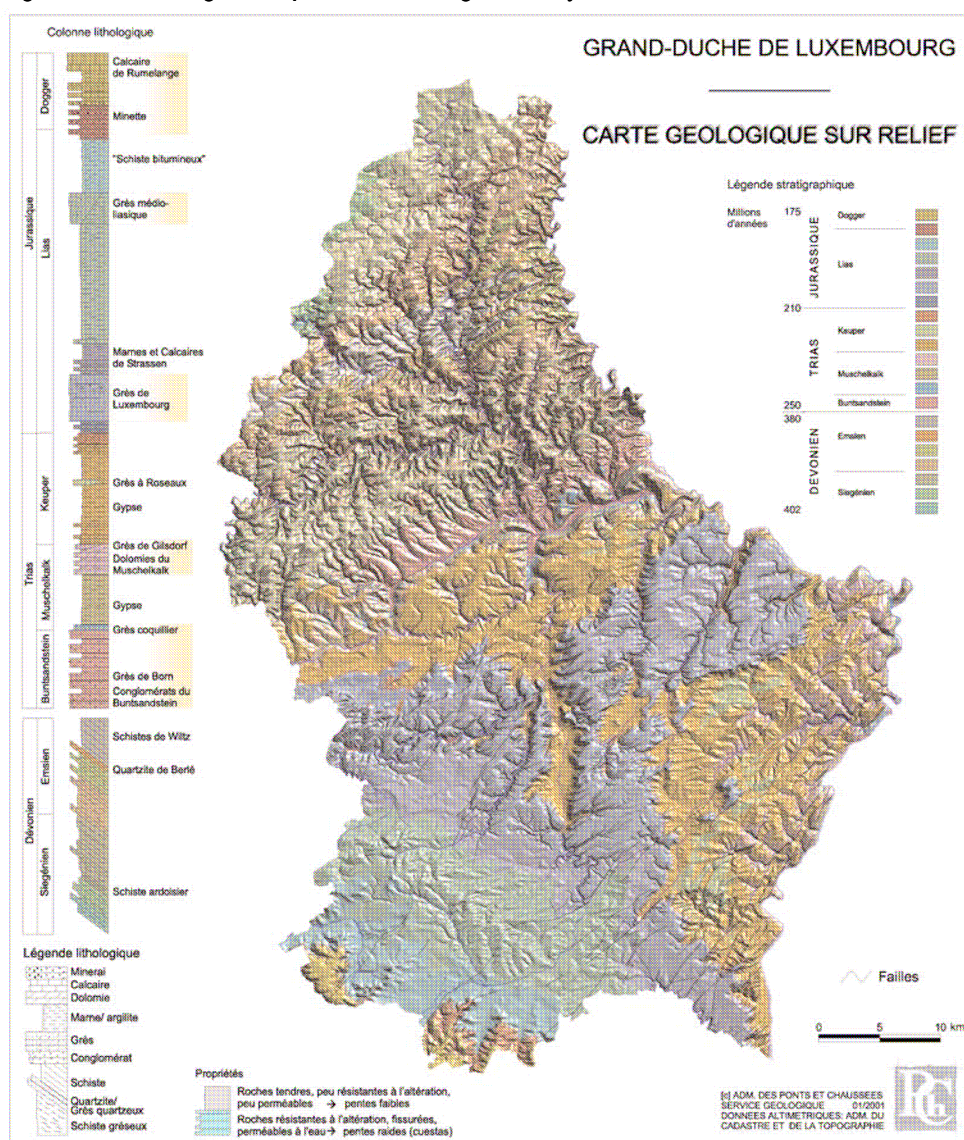 Colonne lithologique
Dogger
Jurassique
Lias
Keuper
Trias
Muschelkalk
Buntsandstein
Emsien
Dévonien
Siegénien
Calcaire
de Rumelange
Minette
"Schiste bitumineux"
Grès médio-
liasique
Marnes et Calcaires
de Strassen
Grès de
Luxembourg
Grès à Roseaux
Gypse
Grès de Gilsdorf
Dolomies du
Muschelkalk
Gypse
Grès coquillier
Grès de Born
Conglomérats du
Buntsandstein
Schistes de Wiltz
Quartzite de Berlé
Schiste ardoisier
Légende lithologique
Minerai
Calcaire
Dolomie
Marne/ argilite
Grès
Conglomérat
Schiste
Quartzite/
Grès quartzeux
Schiste gréseux
GRAND-DUCHE DE LUXEMBOURG
CARTE GEOLOGIQUE SUR RELIEF
Légende stratigraphique
Millions
d'années
175
JURASSIQUE
Dogger
Lias
210
TRIAS
Keuper
Muschelkalk
Buntsandstein
250
380
DEVONIEN
Emsien
Siegénien
402
Failles
0 5 10 km
Propriétés
Roches tendres, peu résistantes à l'altération,
peu perméables → pentes faibles
Roches résistantes à l'altération, fissurées,
perméables à l'eau → pentes raides (cuestas)
[c] ADM. DES PONTS ET CHAUSSEES
SERVICE GEOLOGIQUE 01/2001
DONNEES ALTIMETRIQUES: ADM. DU
CADASTRE ET DE LA TOPOGRAPHIE